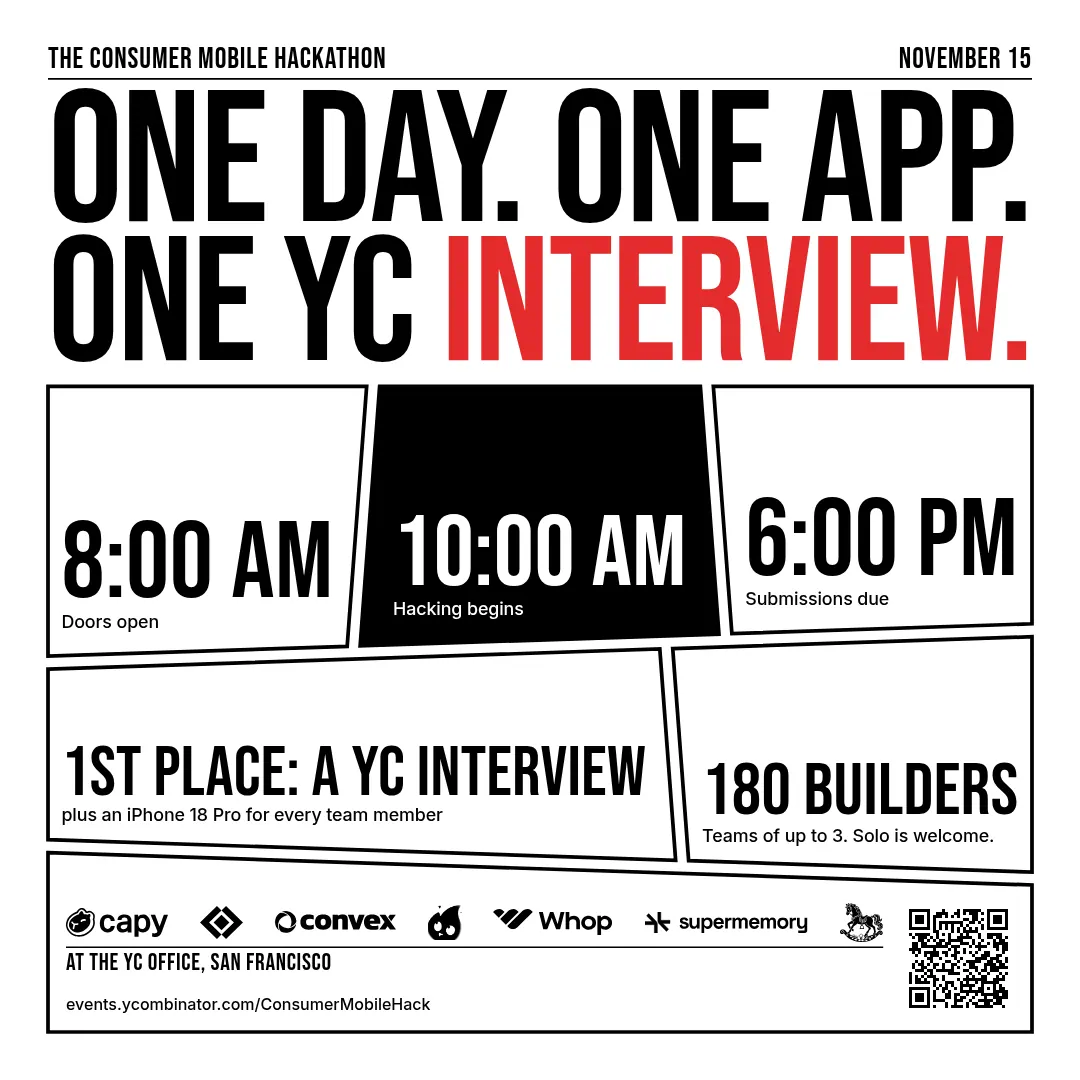 THE CONSUMER MOBILE HACKATHON
NOVEMBER 15
ONE DAY. ONE APP.
ONE YC INTERVIEW.
8:00 AM
Doors open
10:00 AM
Hacking begins
6:00 PM
Submissions due
1ST PLACE: A YC INTERVIEW
plus an iPhone 18 Pro for every team member
180 BUILDERS
Teams of up to 3. Solo is welcome.
capy
convex
Whop
supermemory
AT THE YC OFFICE, SAN FRANCISCO
events.ycombinator.com/ConsumerMobileHack